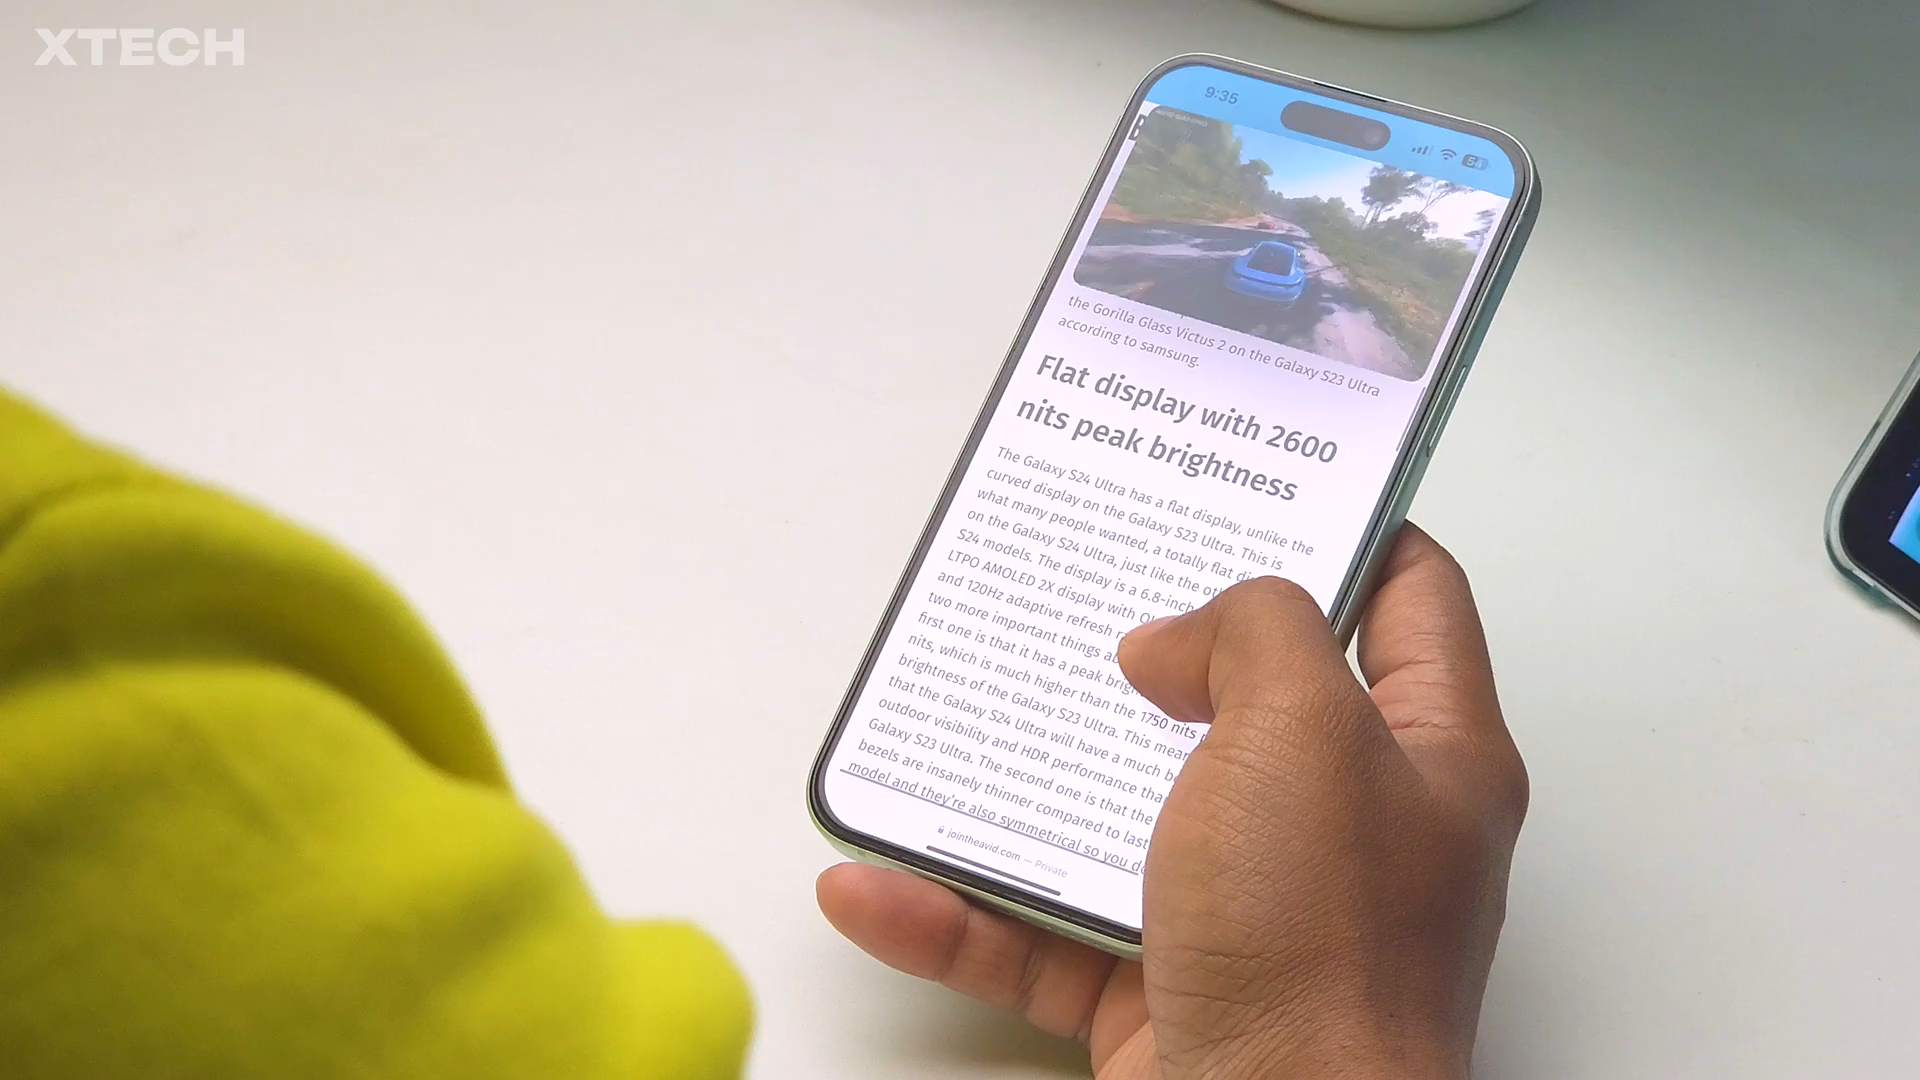 XTECH
9:35
54
the Gorilla Glass Victus 2 on the Galaxy S23 Ultra
according to samsung.
Flat display with 2600
nits peak brightness
The Galaxy S24 Ultra has a flat display, unlike the
curved display on the Galaxy S23 Ultra. This is
what many people wanted, a totally flat
on the Galaxy S24 Ultra, just like the
S24 models. The display is a 6.8-inch
LTPO AMOLED 2X display with
and 120Hz adaptive refresh
two more important things
first one is that it has a peak
nits, which is much higher than the 1750 nits
brightness of the Galaxy S23 Ultra. This
that the Galaxy S24 Ultra will have a much
outdoor visibility and HDR performance
Galaxy S23 Ultra. The second one is that the
bezels are insanely thinner compared to last
model and they're also symmetrical so you
jointheavid.com — Private